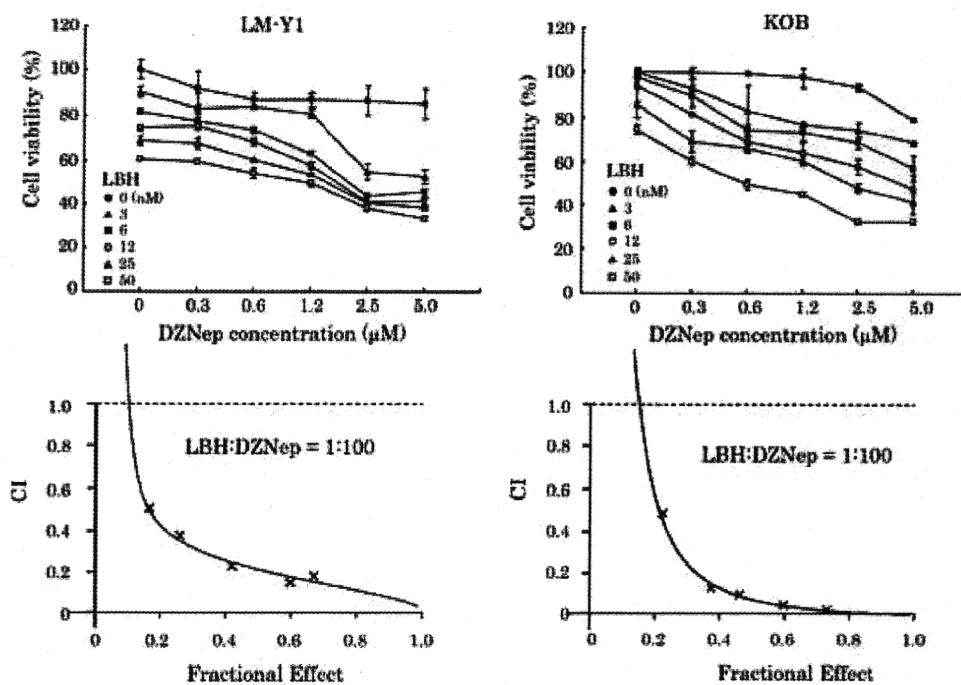 LM-Y1
Cell viability (%)
120
100
80
60
40
20
0
LBH
0 (nM)
3
6
12
25
50
0 0.3 0.6 1.2 2.5 5.0
DZNep concentration (µM)
KOB
Cell viability (%)
120
100
80
60
40
20
0
LBH
0 (nM)
3
6
12
25
50
0 0.3 0.6 1.2 2.5 5.0
DZNep concentration (µM)
CI
1.0
0.8
0.6
0.4
0.2
0
LBH:DZNep = 1:100
0 0.2 0.4 0.6 0.8 1.0
Fractional Effect
CI
1.0
0.8
0.6
0.4
0.2
0
LBH:DZNep = 1:100
0 0.2 0.4 0.6 0.8 1.0
Fractional Effect